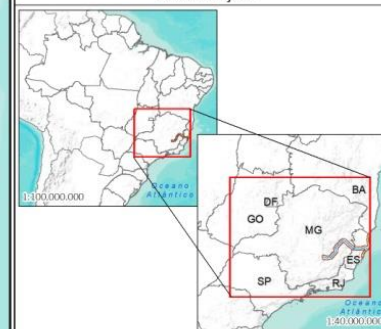 Oceano
Atlântico
1:100.000.000
BA
DF
GO
MG
ES
SP
RJ
Oceano
Atlântico
1:40.000.000